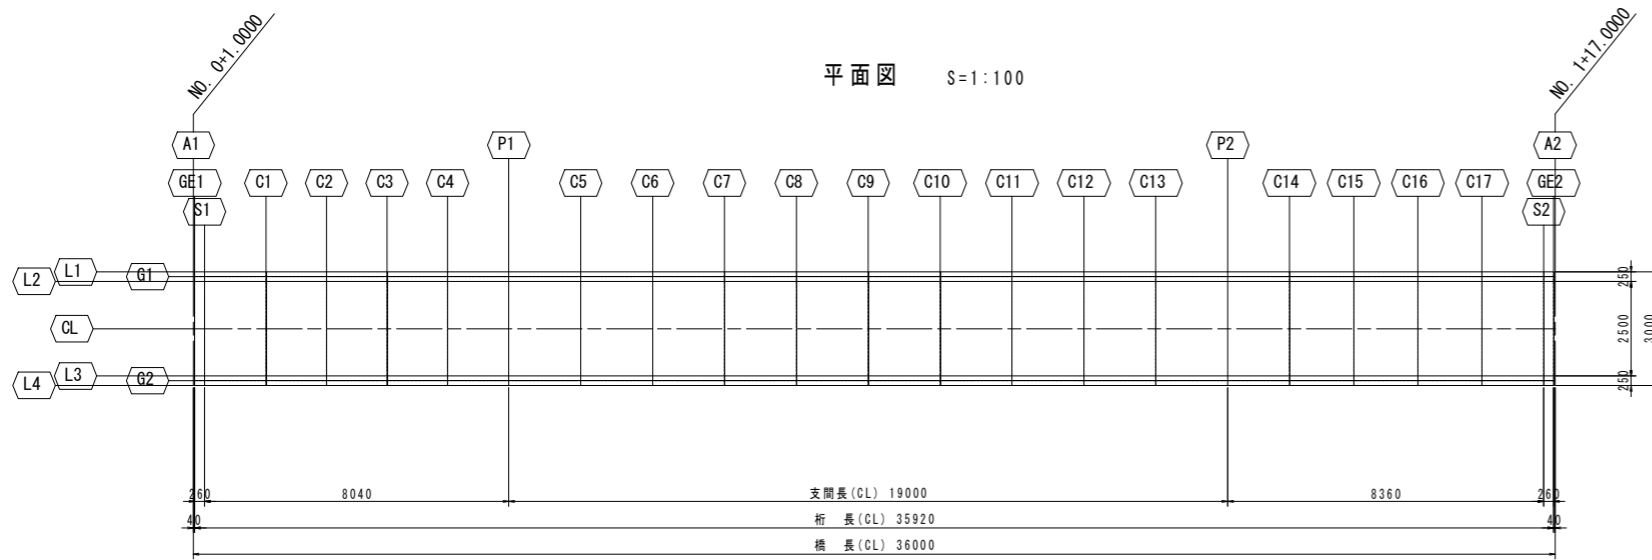 NO. 0+1.0000
平面図 S=1:100
NO. 1+17.0000
A1 P1 P2 A2
GE1 C1 C2 C3 C4 C5 C6 C7 C8 C9 C10 C11 C12 C13 C14 C15 C16 C17 GE2
S1 S2
L1
L2 G1
250
CL
2500
3000
L3
L4 G2
250
260 8040 支間長(CL) 19000 8360 260
40 桁 長(CL) 35920 40
橋 長(CL) 36000